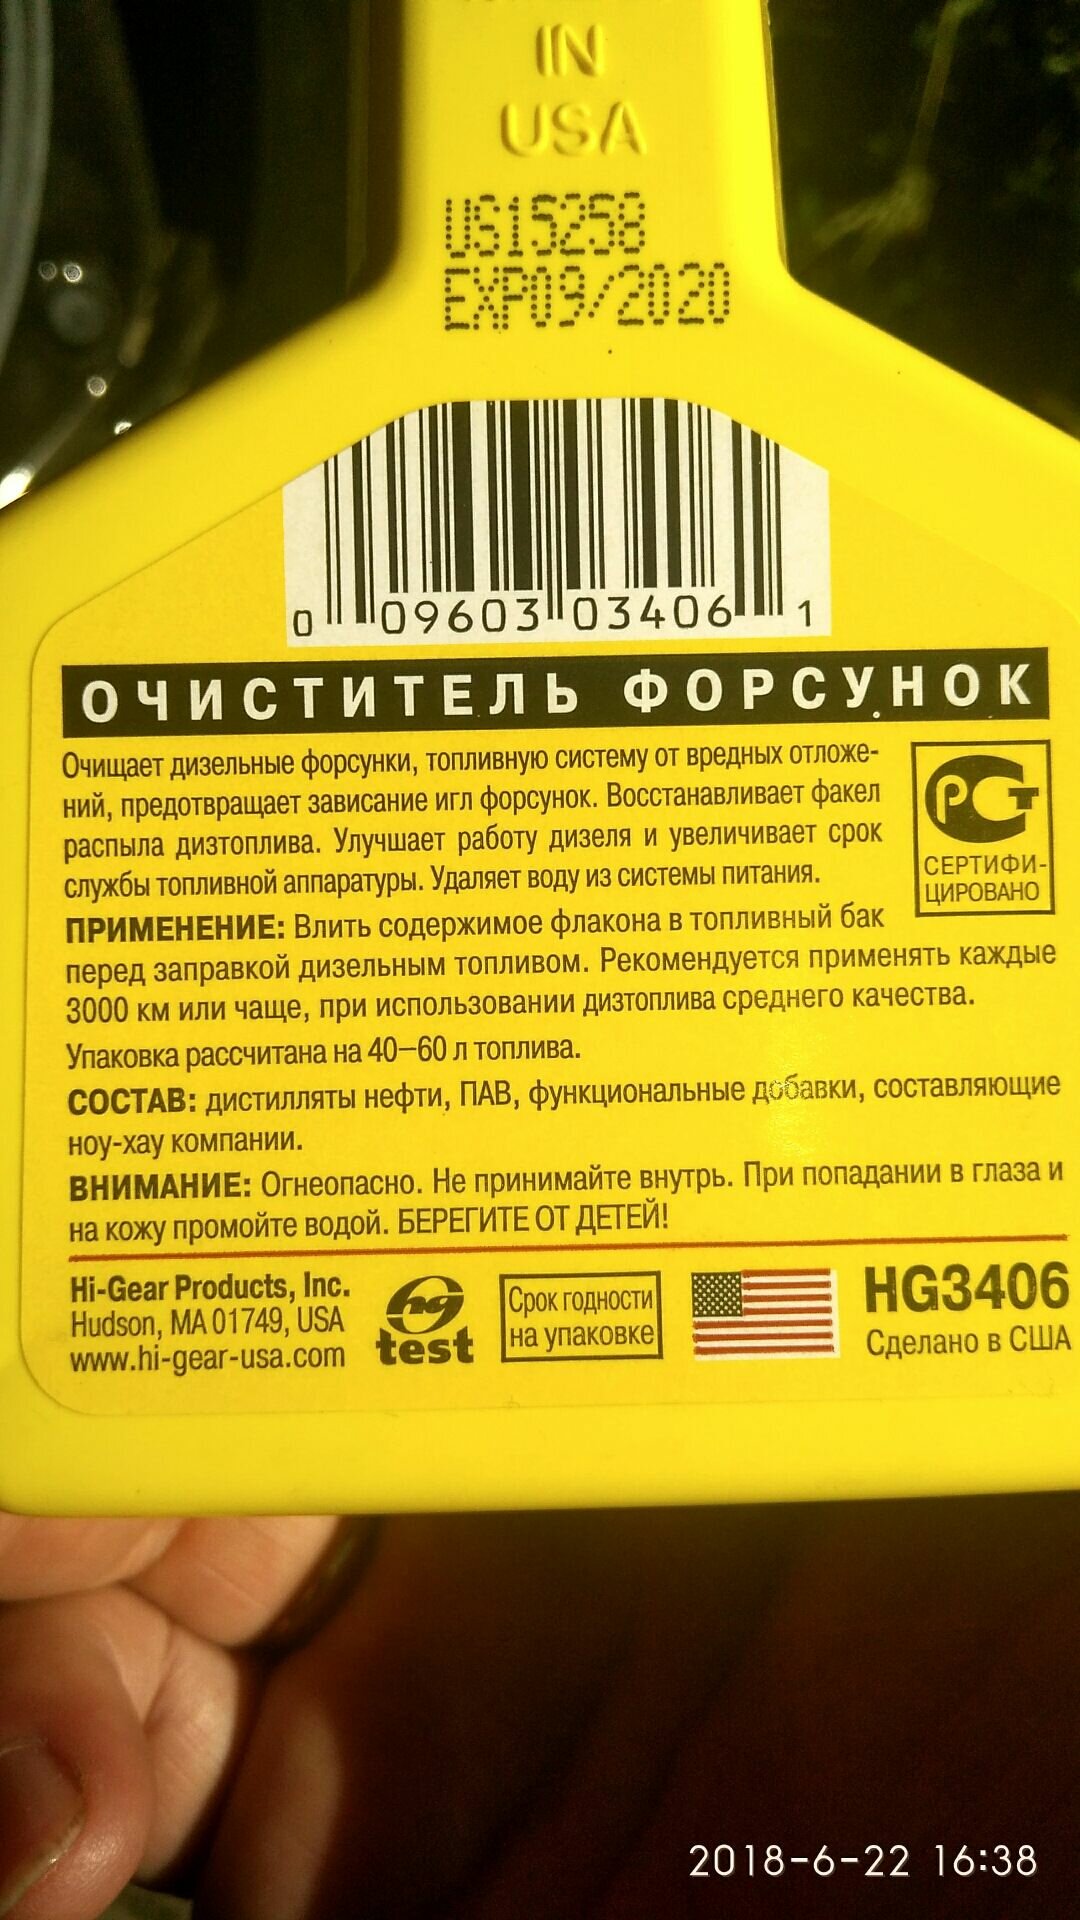 IN
USA
US15258
EXP09/2020
0 09603 03406 1
ОЧИСТИТЕЛЬ ФОРСУНОК
Очищает дизельные форсунки, топливную систему от вредных отложе-
ний, предотвращает зависание игл форсунок. Восстанавливает факел
распыла дизтоплива. Улучшает работу дизеля и увеличивает срок
службы топливной аппаратуры. Удаляет воду из системы питания.
РСТ
СЕРТИФИ-
ЦИРОВАНО
ПРИМЕНЕНИЕ: Влить содержимое флакона в топливный бак
перед заправкой дизельным топливом. Рекомендуется применять каждые
3000 км или чаще, при использовании дизтоплива среднего качества.
Упаковка рассчитана на 40–60 л топлива.
СОСТАВ: дистилляты нефти, ПАВ, функциональные добавки, составляющие
ноу-хау компании.
ВНИМАНИЕ: Огнеопасно. Не принимайте внутрь. При попадании в глаза и
на кожу промойте водой. БЕРЕГИТЕ ОТ ДЕТЕЙ!
Hi-Gear Products, Inc.
Hudson, MA 01749, USA
www.hi-gear-usa.com
hg
test
Срок годности
на упаковке
HG3406
Сделано в США
2018-6-22 16:38